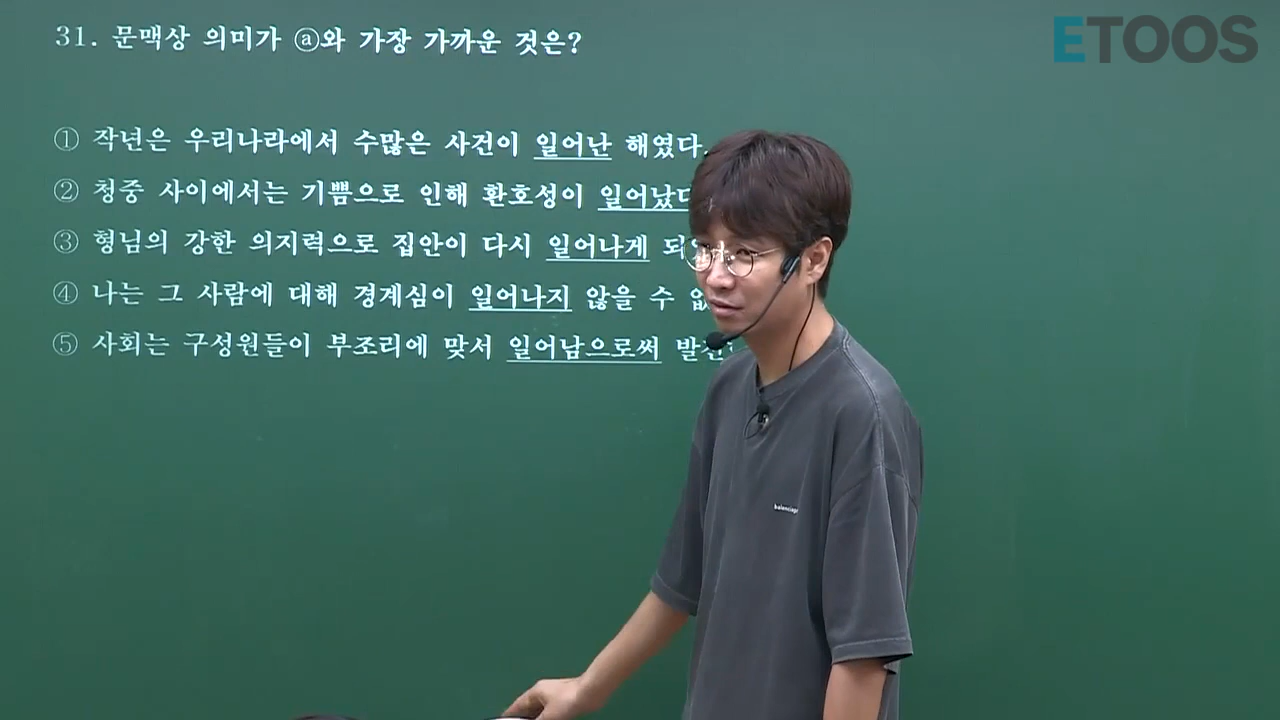 31. 문맥상 의미가 ⓐ와 가장 가까운 것은?
ETOOS
① 작년은 우리나라에서 수많은 사건이 일어난 해였다.
② 청중 사이에서는 기쁨으로 인해 환호성이 일어났다
③ 형님의 강한 의지력으로 집안이 다시 일어나게
④ 나는 그 사람에 대해 경계심이 일어나지 않을 수
⑤ 사회는 구성원들이 부조리에 맞서 일어남으로써